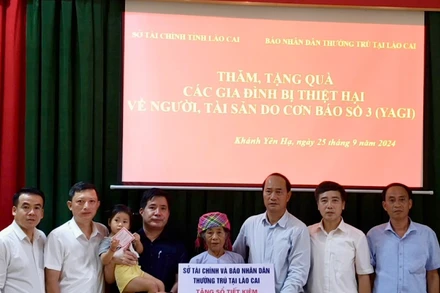 SỞ TÀI CHÍNH TỈNH LÀO CAI
BÁO NHÂN DÂN THƯỜNG TRÚ TẠI LÀO CAI
THĂM, TẶNG QUÀ
CÁC GIA ĐÌNH BỊ THIỆT HẠI
VỀ NGƯỜI, TÀI SẢN DO CƠN BÃO SỐ 3 (YAGI)
Khánh Yên Hạ, ngày 25 tháng 9 năm 2024
SỞ TÀI CHÍNH VÀ BÁO NHÂN DÂN
THƯỜNG TRÚ TẠI LÀO CAI
TẶNG SỔ TIẾT KIỆM